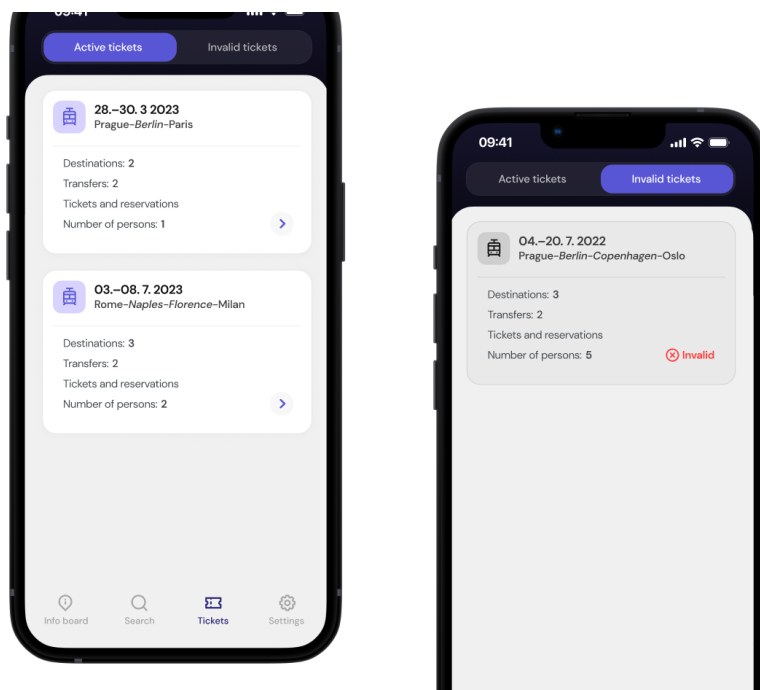 09:41
Active tickets
Invalid tickets
28.–30. 3 2023
Prague-Berlin-Paris
Destinations: 2
Transfers: 2
Tickets and reservations
Number of persons: 1
03.–08. 7. 2023
Rome-Naples-Florence-Milan
Destinations: 3
Transfers: 2
Tickets and reservations
Number of persons: 2
Info board
Search
Tickets
Settings
09:41
Active tickets
Invalid tickets
04.–20. 7. 2022
Prague-Berlin-Copenhagen-Oslo
Destinations: 3
Transfers: 2
Tickets and reservations
Number of persons: 5
Invalid